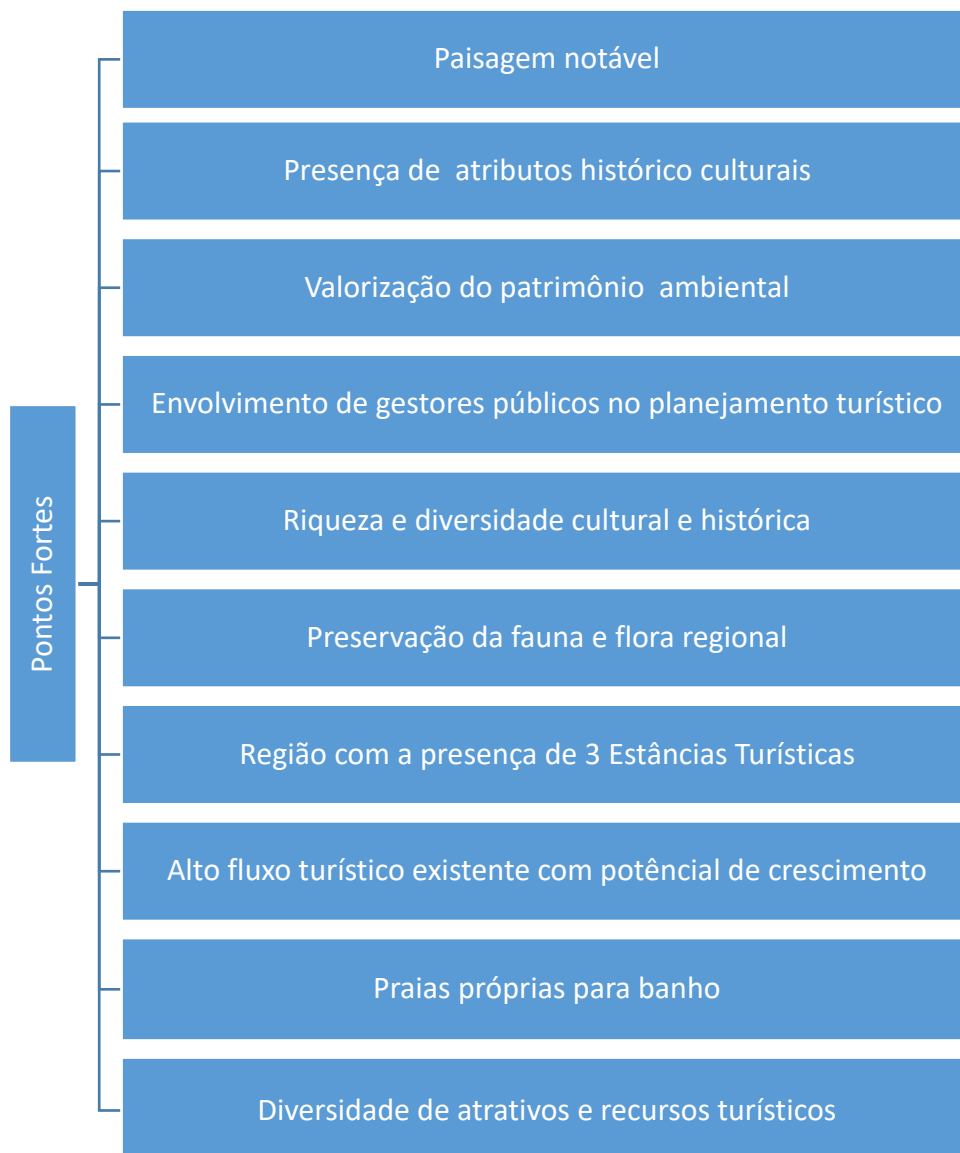 Pontos Fortes
Paisagem notável
Presença de  atributos histórico culturais
Valorização do patrimônio  ambiental
Envolvimento de gestores públicos no planejamento turístico
Riqueza e diversidade cultural e histórica
Preservação da fauna e flora regional
Região com a presença de 3 Estâncias Turísticas
Alto fluxo turístico existente com potêncial de crescimento
Praias próprias para banho
Diversidade de atrativos e recursos turísticos